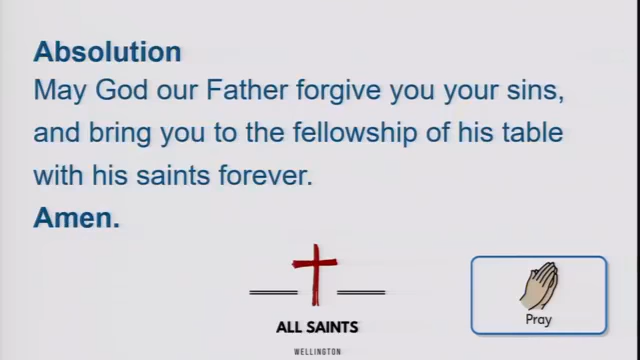 Absolution
May God our Father forgive you your sins,
and bring you to the fellowship of his table
with his saints forever.
Amen.
ALL SAINTS
WELLINGTON
Pray